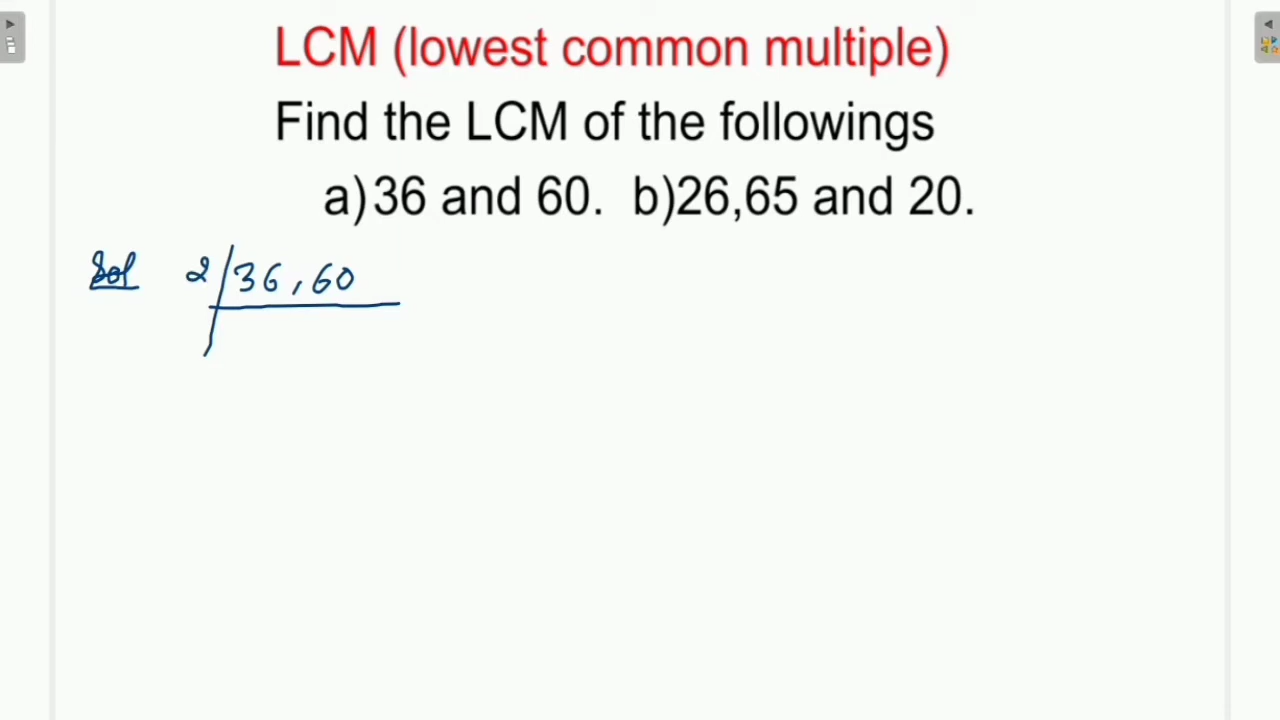 LCM (lowest common multiple)
Find the LCM of the followings
a)36 and 60. b)26,65 and 20.
Sol 2 36, 60